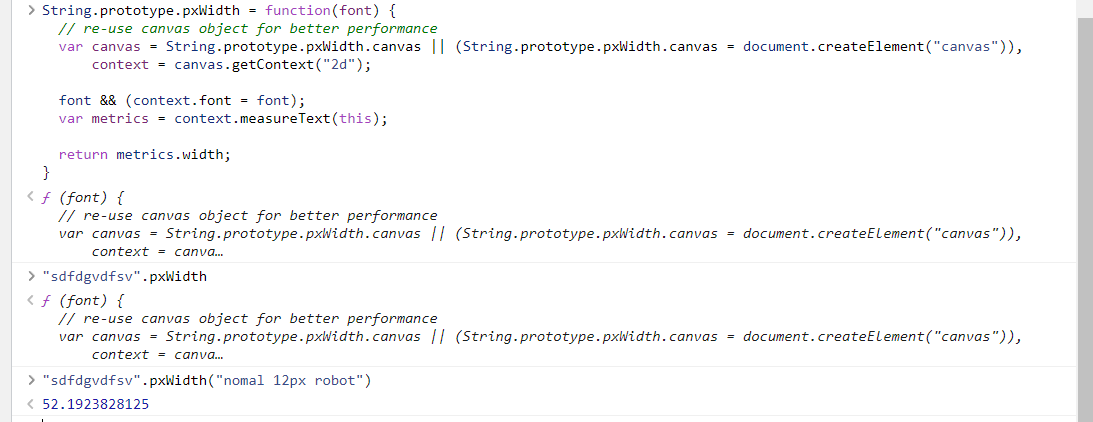 > String.prototype.pxWidth = function(font) {
// re-use canvas object for better performance
var canvas = String.prototype.pxWidth.canvas || (String.prototype.pxWidth.canvas = document.createElement("canvas")),
context = canvas.getContext("2d");
font && (context.font = font);
var metrics = context.measureText(this);
return metrics.width;
}
< ƒ (font) {
// re-use canvas object for better performance
var canvas = String.prototype.pxWidth.canvas || (String.prototype.pxWidth.canvas = document.createElement("canvas")),
context = canva…
> "sdfdgvdfsv".pxWidth
< ƒ (font) {
// re-use canvas object for better performance
var canvas = String.prototype.pxWidth.canvas || (String.prototype.pxWidth.canvas = document.createElement("canvas")),
context = canva…
> "sdfdgvdfsv".pxWidth("nomal 12px robot")
< 52.1923828125